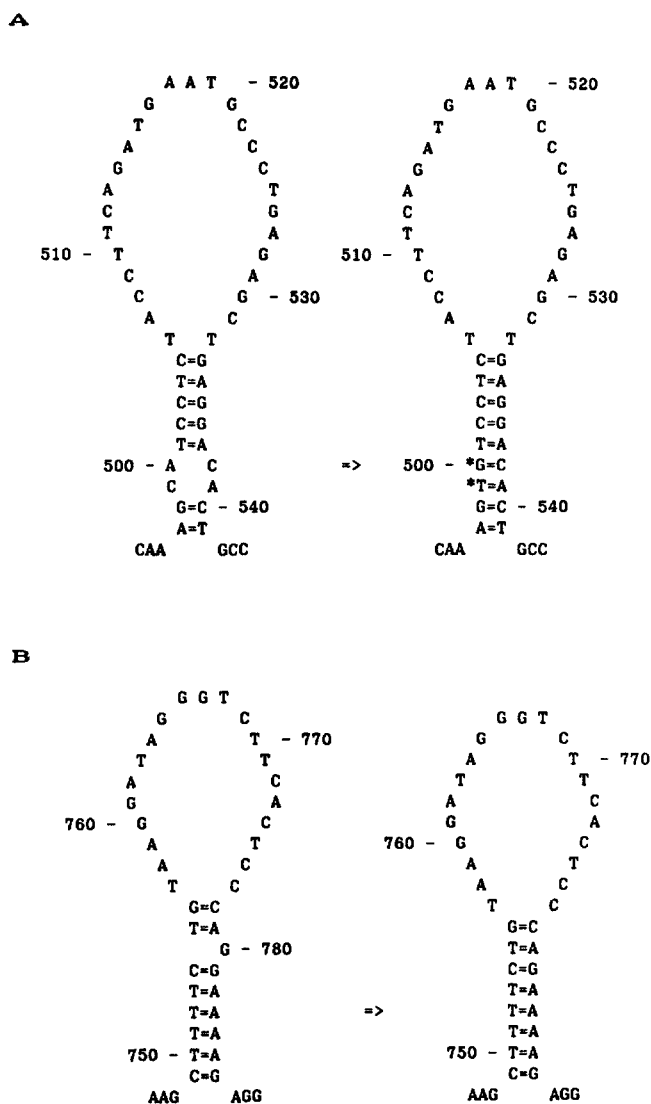 A
A A T - 520 A A T - 520
G G G G
T C T C
A C A C
G C G C
A T A T
C G C G
T A T A
510 - T G 510 - T G
C A C A
C G - 530 C G - 530
A C A C
T T T T
C=G C=G
T=A T=A
C=G C=G
C=G C=G
T=A T=A
500 - A C => 500 - *G=C
C A *T=A
G=C - 540 G=C - 540
A=T A=T
CAA GCC CAA GCC
B
G G T
G C G G T
A T - 770 G C
T T A T - 770
A C T T
G A A C
760 - G C G A
A T 760 - G C
A C A T
T C A C
G=C T C
T=A G=C
G - 780 T=A
C=G C=G
T=A T=A
T=A => T=A
T=A T=A
750 - T=A 750 - T=A
C=G C=G
AAG AGG AAG AGG